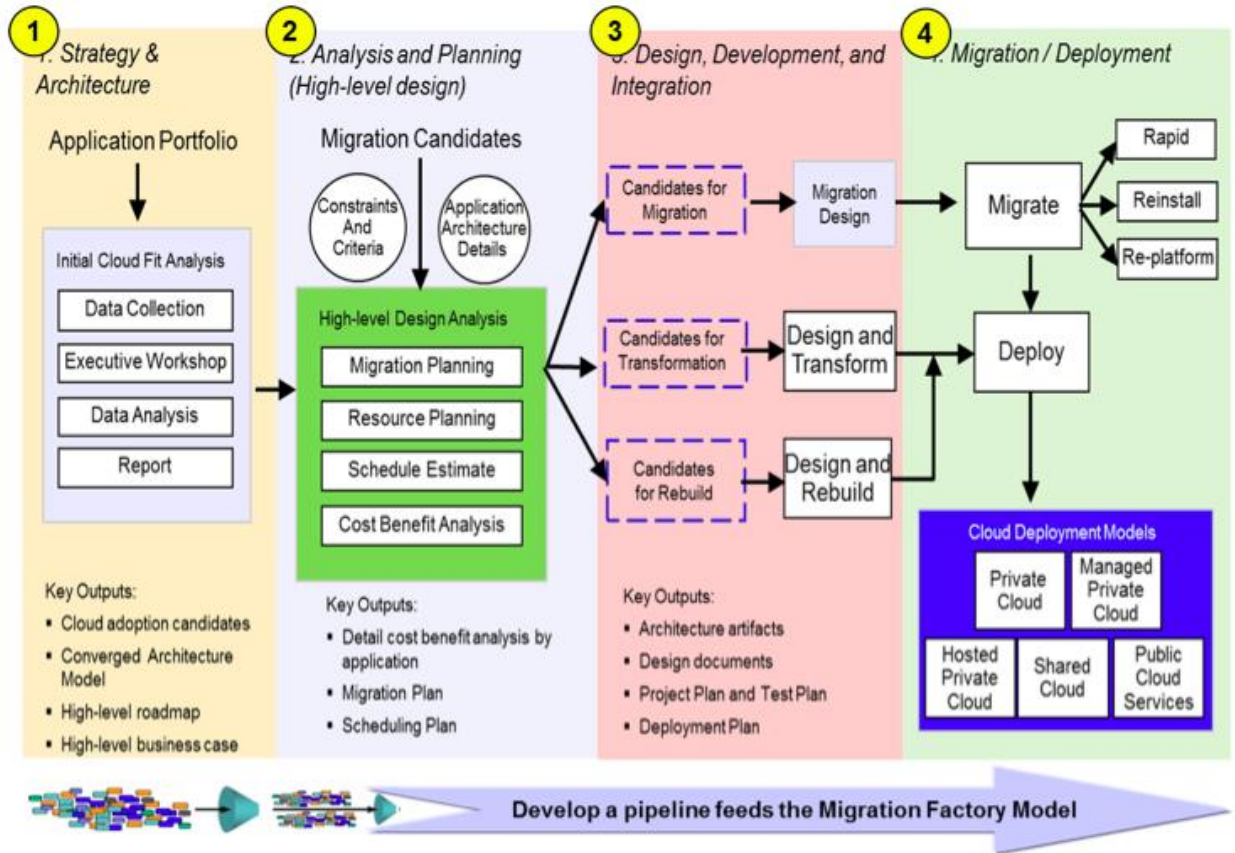 1
1. Strategy &
Architecture
Application Portfolio
Initial Cloud Fit Analysis
Data Collection
Executive Workshop
Data Analysis
Report
Key Outputs:
▪ Cloud adoption candidates
▪ Converged Architecture
Model
▪ High-level roadmap
▪ High-level business case
2
2. Analysis and Planning
(High-level design)
Migration Candidates
Constraints
And
Criteria
Application
Architecture
Details
High-level Design Analysis
Migration Planning
Resource Planning
Schedule Estimate
Cost Benefit Analysis
Key Outputs:
▪ Detail cost benefit analysis by
application
▪ Migration Plan
▪ Scheduling Plan
3
3. Design, Development, and
Integration
Candidates for
Migration
Migration
Design
Candidates for
Transformation
Design and
Transform
Candidates
for Rebuild
Design and
Rebuild
Key Outputs:
▪ Architecture artifacts
▪ Design documents
▪ Project Plan and Test Plan
▪ Deployment Plan
4
4. Migration / Deployment
Migrate
Rapid
Reinstall
Re-platform
Deploy
Cloud Deployment Models
Private
Cloud
Managed
Private
Cloud
Hosted
Private
Cloud
Shared
Cloud
Public
Cloud
Services
Develop a pipeline feeds the Migration Factory Model